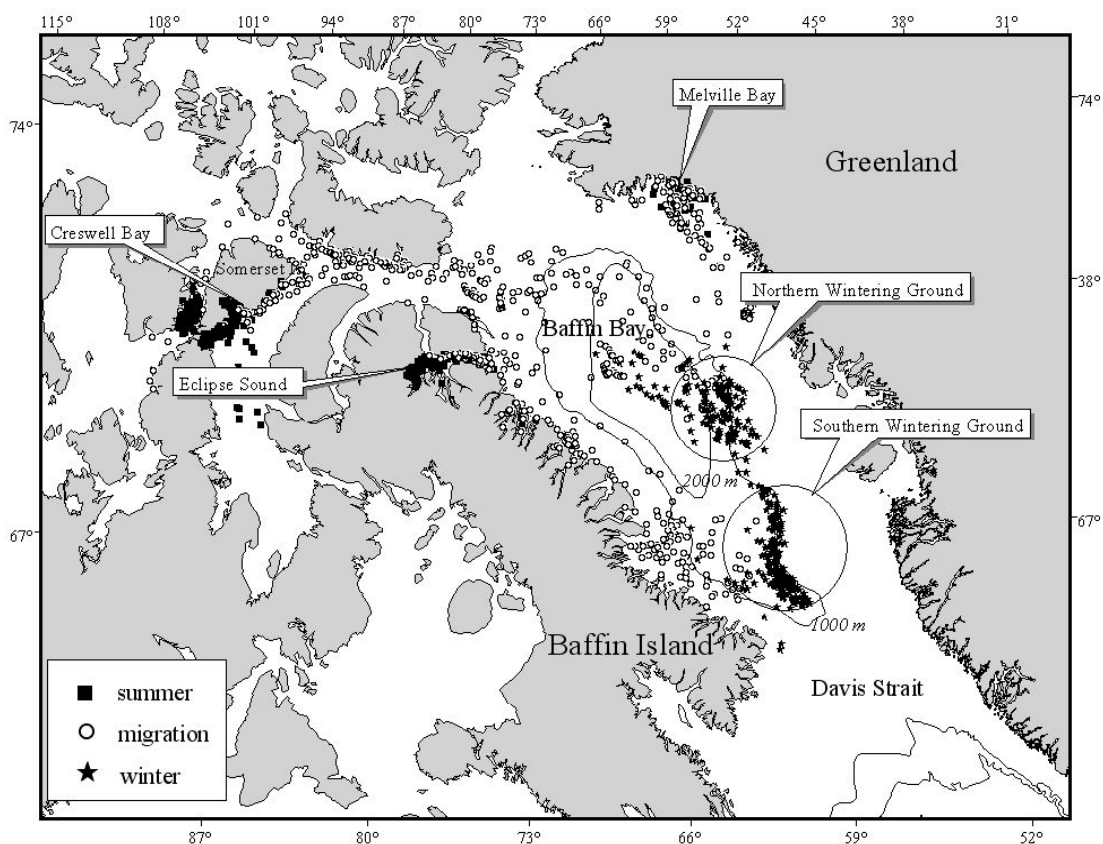 115° 108° 101° 94° 87° 80° 73° 66° 59° 52° 45° 38° 31°
Melville Bay
74° 74°
Greenland
Creswell Bay
Somerset I.
38°
Northern Wintering Ground
Baffin Bay
Eclipse Sound
Southern Wintering Ground
2000 m
67° 67°
1000 m
Baffin Island
Davis Strait
summer
migration
winter
87° 80° 73° 66° 59° 52°